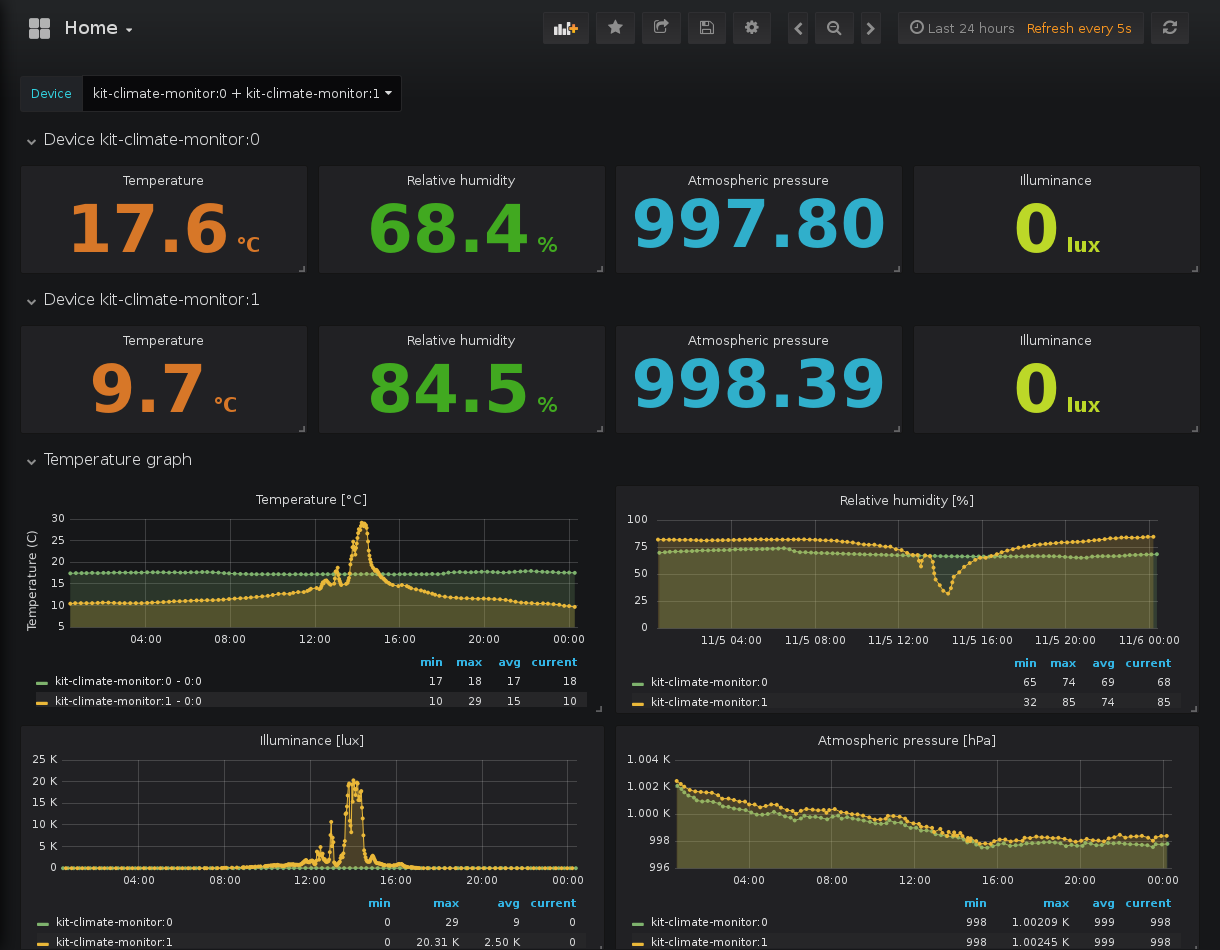 Home
Last 24 hours Refresh every 5s
Device kit-climate-monitor:0 + kit-climate-monitor:1
Device kit-climate-monitor:0
Temperature Relative humidity Atmospheric pressure Illuminance
17.6 °C 68.4 % 997.80 0 lux
Device kit-climate-monitor:1
Temperature Relative humidity Atmospheric pressure Illuminance
9.7 °C 84.5 % 998.39 0 lux
Temperature graph
Temperature [°C]
Temperature (C)
30
25
20
15
10
5
04:00 08:00 12:00 16:00 20:00 00:00
min max avg current
kit-climate-monitor:0 - 0:0 17 18 17 18
kit-climate-monitor:1 - 0:0 10 29 15 10
Relative humidity [%]
100
75
50
25
0
11/5 04:00 11/5 08:00 11/5 12:00 11/5 16:00 11/5 20:00 11/6 00:00
min max avg current
kit-climate-monitor:0 65 74 69 68
kit-climate-monitor:1 32 85 74 85
Illuminance [lux]
25 K
20 K
15 K
10 K
5 K
0
04:00 08:00 12:00 16:00 20:00 00:00
min max avg current
kit-climate-monitor:0 0 29 9 0
kit-climate-monitor:1 0 20.31 K 2.50 K 0
Atmospheric pressure [hPa]
1.004 K
1.002 K
1.000 K
998
996
04:00 08:00 12:00 16:00 20:00 00:00
min max avg current
kit-climate-monitor:0 998 1.00209 K 999 998
kit-climate-monitor:1 998 1.00245 K 999 998